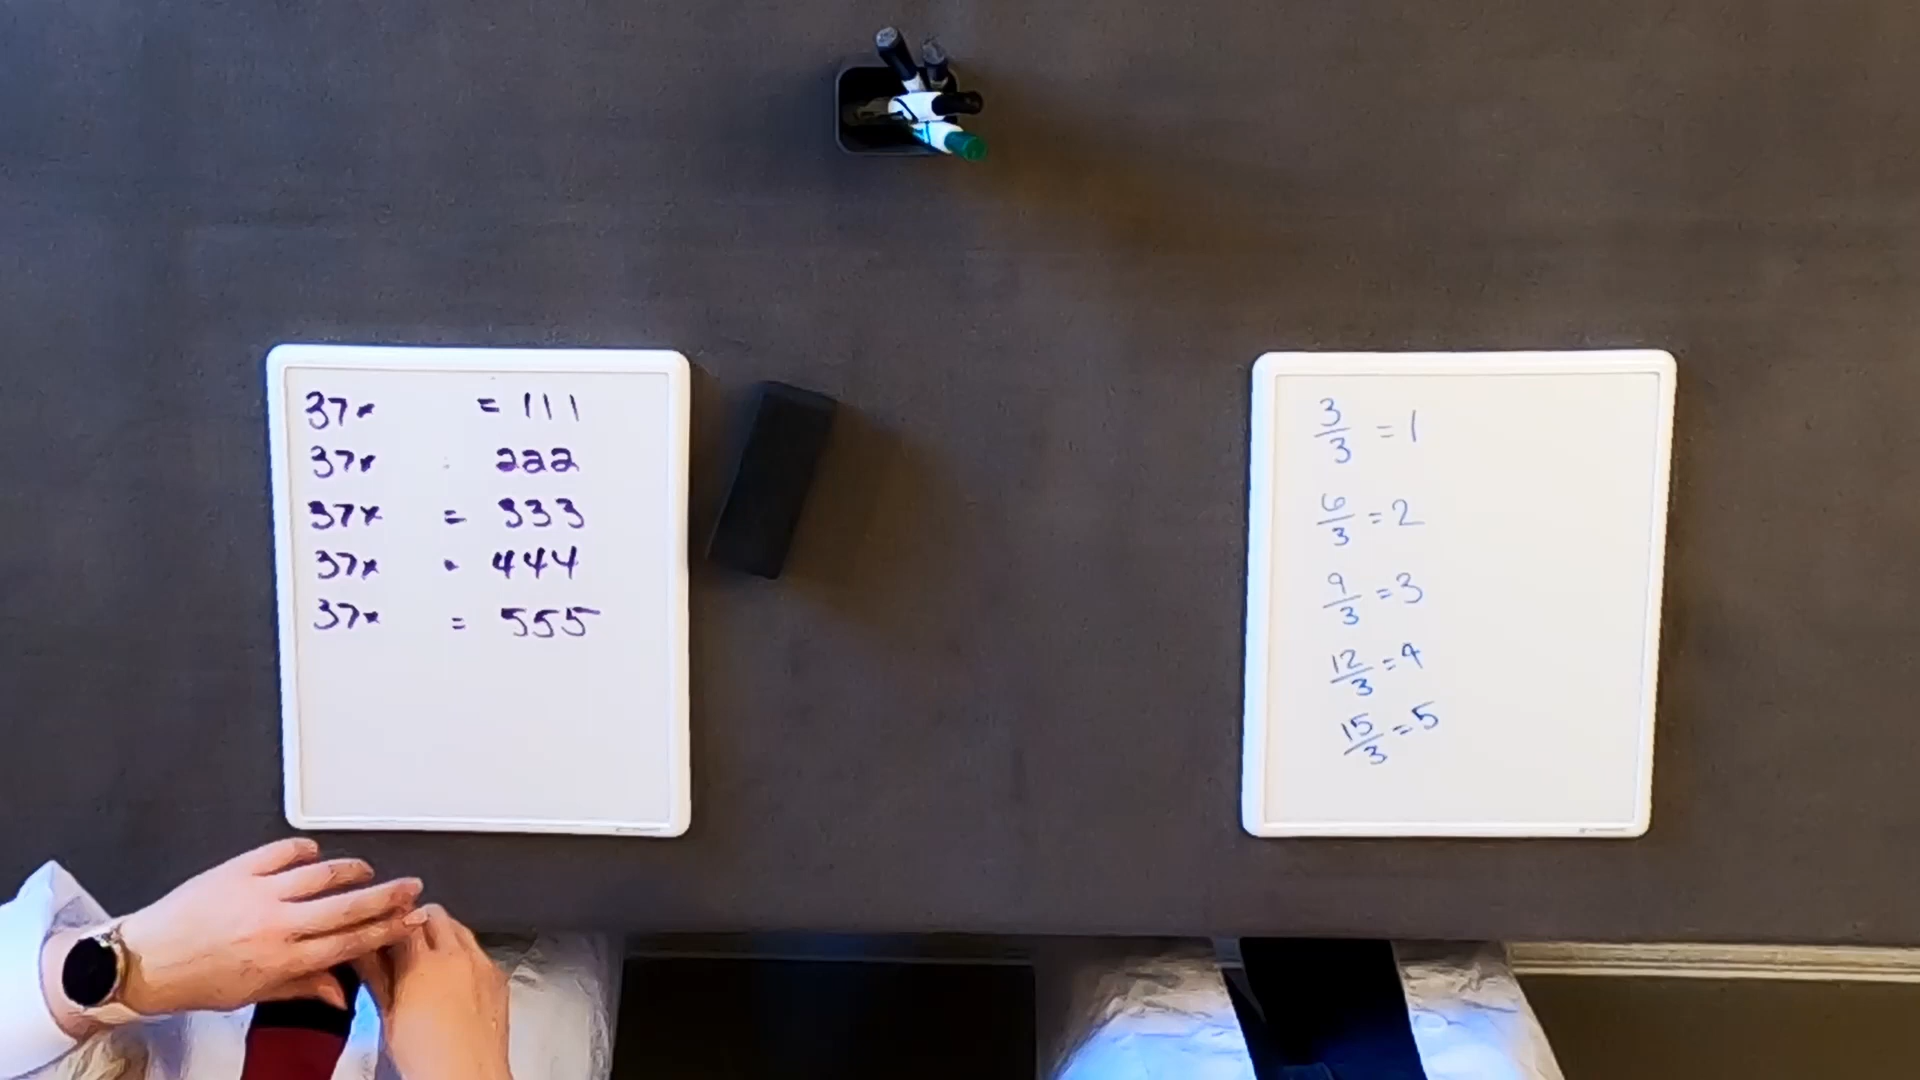 37× = 111
37× = 222
37× = 333
37× = 444
37× = 555
3/3 = 1
6/3 = 2
9/3 = 3
12/3 = 4
15/3 = 5